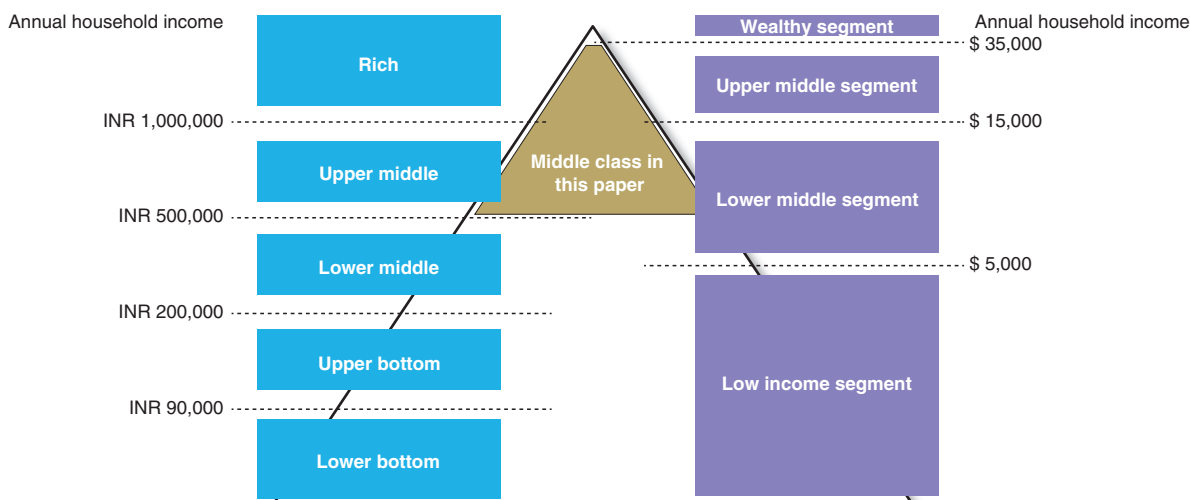 Annual household income
Rich
INR 1,000,000
Upper middle
INR 500,000
Lower middle
INR 200,000
Upper bottom
INR 90,000
Lower bottom
Middle class in
this paper
Annual household income
Wealthy segment
$ 35,000
Upper middle segment
$ 15,000
Lower middle segment
$ 5,000
Low income segment